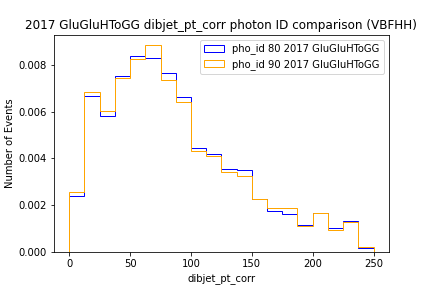 2017 GluGluHToGG dibjet_pt_corr photon ID comparison (VBFHH)
pho_id 80 2017 GluGluHToGG
pho_id 90 2017 GluGluHToGG
Number of Events
0.008
0.006
0.004
0.002
0.000
0 50 100 150 200 250
dibjet_pt_corr